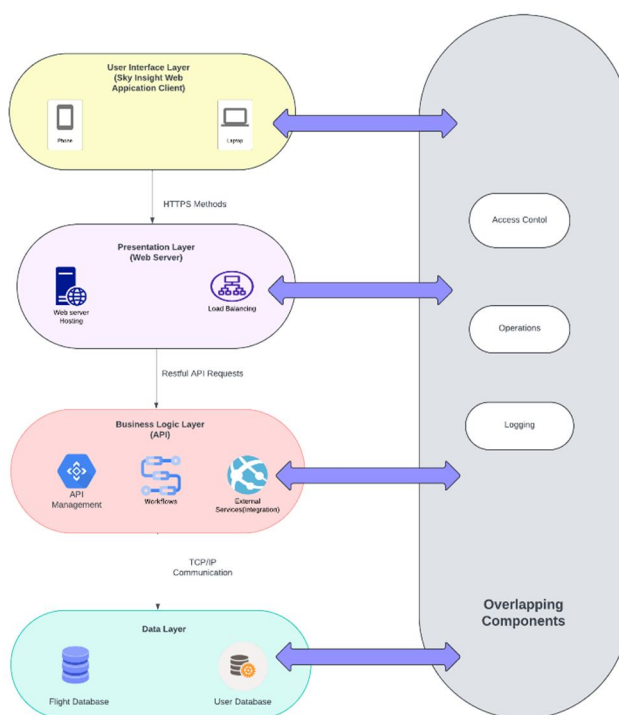 User Interface Layer
(Sky Insight Web
Appication Client)
Phone
Laptop
HTTPS Methods
Presentation Layer
(Web Server)
Web server
Hosting
Load Balancing
Restful API Requests
Business Logic Layer
(API)
API
Management
Workflows
External
Services(Integration)
TCP/IP
Communication
Data Layer
Flight Database
User Database
Access Contol
Operations
Logging
Overlapping
Components